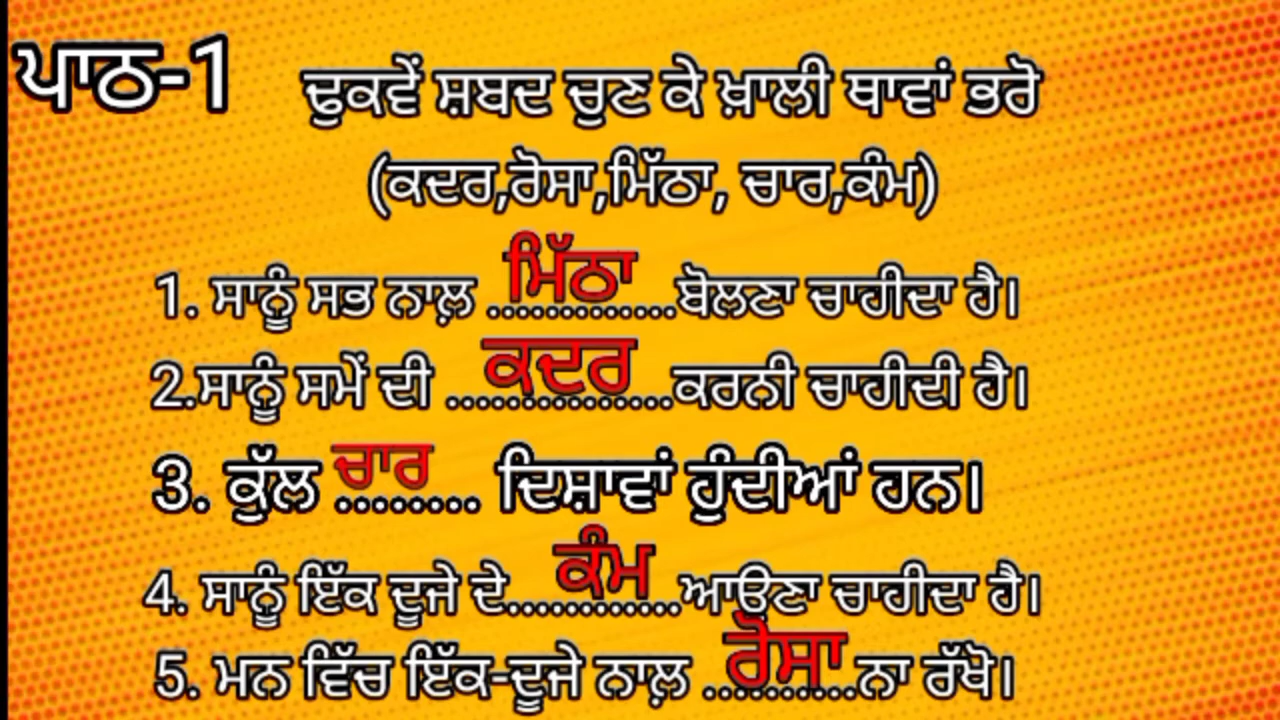 ਪਾਠ-1
ਢੁਕਵੇਂ ਸ਼ਬਦ ਚੁਣ ਕੇ ਖ਼ਾਲੀ ਥਾਵਾਂ ਭਰੋ
(ਕਦਰ,ਰੋਸਾ,ਮਿੱਠਾ, ਚਾਰ,ਕੰਮ)
1. ਸਾਨੂੰ ਸਭ ਨਾਲ਼ ....ਮਿੱਠਾ.........ਬੋਲਣਾ ਚਾਹੀਦਾ ਹੈ।
2.ਸਾਨੂੰ ਸਮੇਂ ਦੀ ....ਕਦਰ...........ਕਰਨੀ ਚਾਹੀਦੀ ਹੈ।
3. ਕੁੱਲ ...ਚਾਰ..... ਦਿਸ਼ਾਵਾਂ ਹੁੰਦੀਆਂ ਹਨ।
4. ਸਾਨੂੰ ਇੱਕ ਦੂਜੇ ਦੇ....ਕੰਮ........ਆਉਣਾ ਚਾਹੀਦਾ ਹੈ।
5. ਮਨ ਵਿੱਚ ਇੱਕ-ਦੂਜੇ ਨਾਲ਼ ...ਰੋਸਾ.......ਨਾ ਰੱਖੋ।